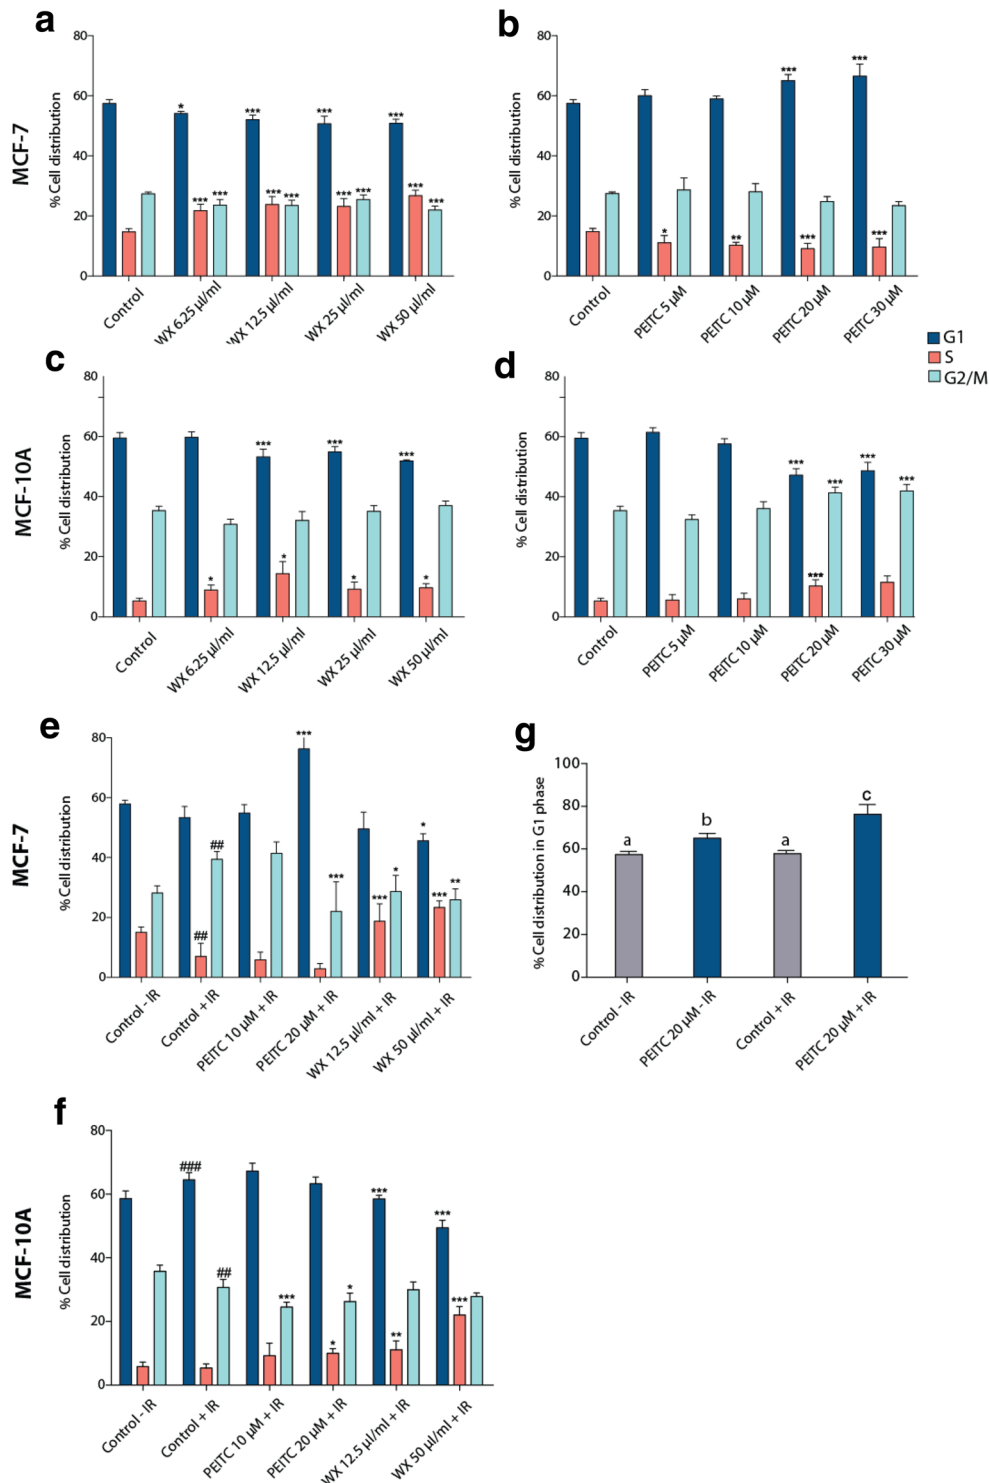 a
MCF-7
% Cell distribution
80
60
40
20
0
*
***
***
***
***
***
***
***
***
***
***
***
***
Control
WX 6.25 µl/ml
WX 12.5 µl/ml
WX 25 µl/ml
WX 50 µl/ml
b
% Cell distribution
80
60
40
20
0
*
**
***
***
***
***
Control
PEITC 5 µM
PEITC 10 µM
PEITC 20 µM
PEITC 30 µM
G1
S
G2/M
c
MCF-10A
% Cell distribution
80
60
40
20
0
*
***
*
***
*
***
*
Control
WX 6.25 µl/ml
WX 12.5 µl/ml
WX 25 µl/ml
WX 50 µl/ml
d
% Cell distribution
80
60
40
20
0
***
***
***
***
***
Control
PEITC 5 µM
PEITC 10 µM
PEITC 20 µM
PEITC 30 µM
e
MCF-7
% Cell distribution
80
60
40
20
0
##
##
***
***
***
*
*
***
**
Control - IR
Control + IR
PEITC 10 µM + IR
PEITC 20 µM + IR
WX 12.5 µl/ml + IR
WX 50 µl/ml + IR
g
% Cell distribution in G1 phase
100
80
60
40
20
0
a
b
a
c
Control - IR
PEITC 20 µM - IR
Control + IR
PEITC 20 µM + IR
f
MCF-10A
% Cell distribution
80
60
40
20
0
###
##
***
*
*
***
**
***
***
Control - IR
Control + IR
PEITC 10 µM + IR
PEITC 20 µM + IR
WX 12.5 µl/ml + IR
WX 50 µl/ml + IR